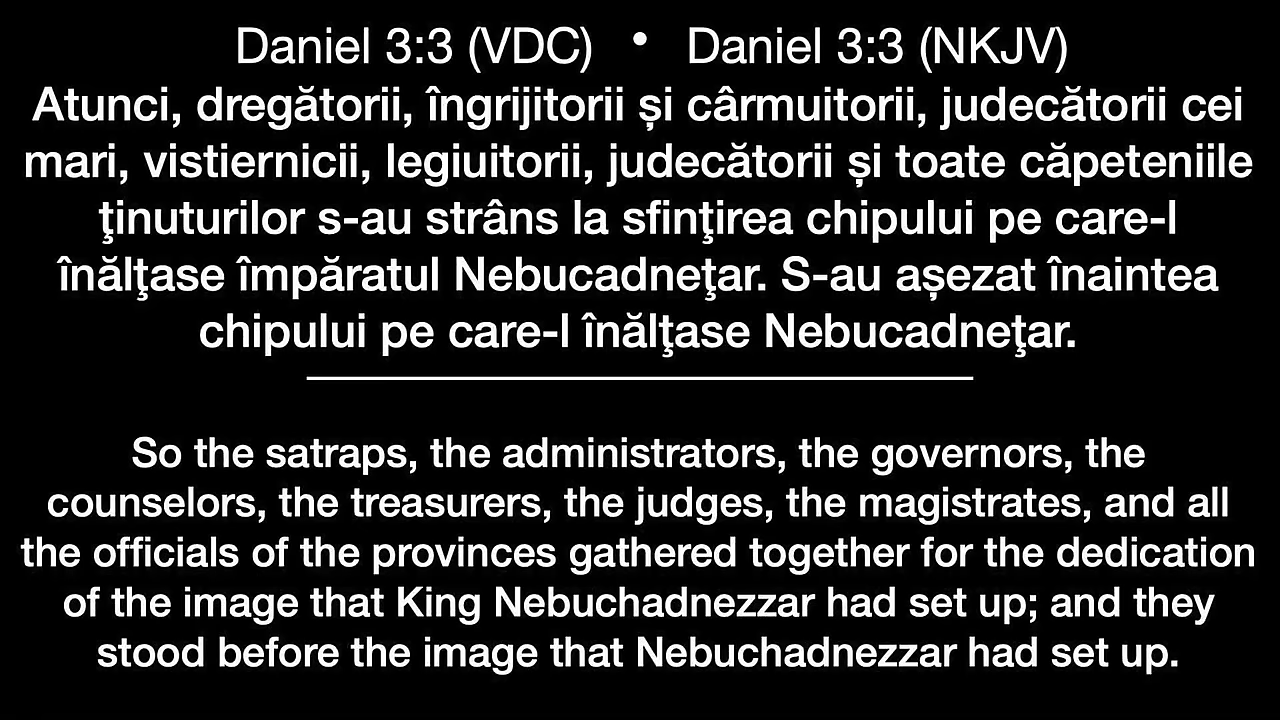 Daniel 3:3 (VDC) • Daniel 3:3 (NKJV)
Atunci, dregătorii, îngrijitorii și cârmuitorii, judecătorii cei
mari, vistiernicii, legiuitorii, judecătorii și toate căpeteniile
ţinuturilor s-au strâns la sfinţirea chipului pe care-l
înălţase împăratul Nebucadneţar. S-au așezat înaintea
chipului pe care-l înălţase Nebucadneţar.
So the satraps, the administrators, the governors, the
counselors, the treasurers, the judges, the magistrates, and all
the officials of the provinces gathered together for the dedication
of the image that King Nebuchadnezzar had set up; and they
stood before the image that Nebuchadnezzar had set up.